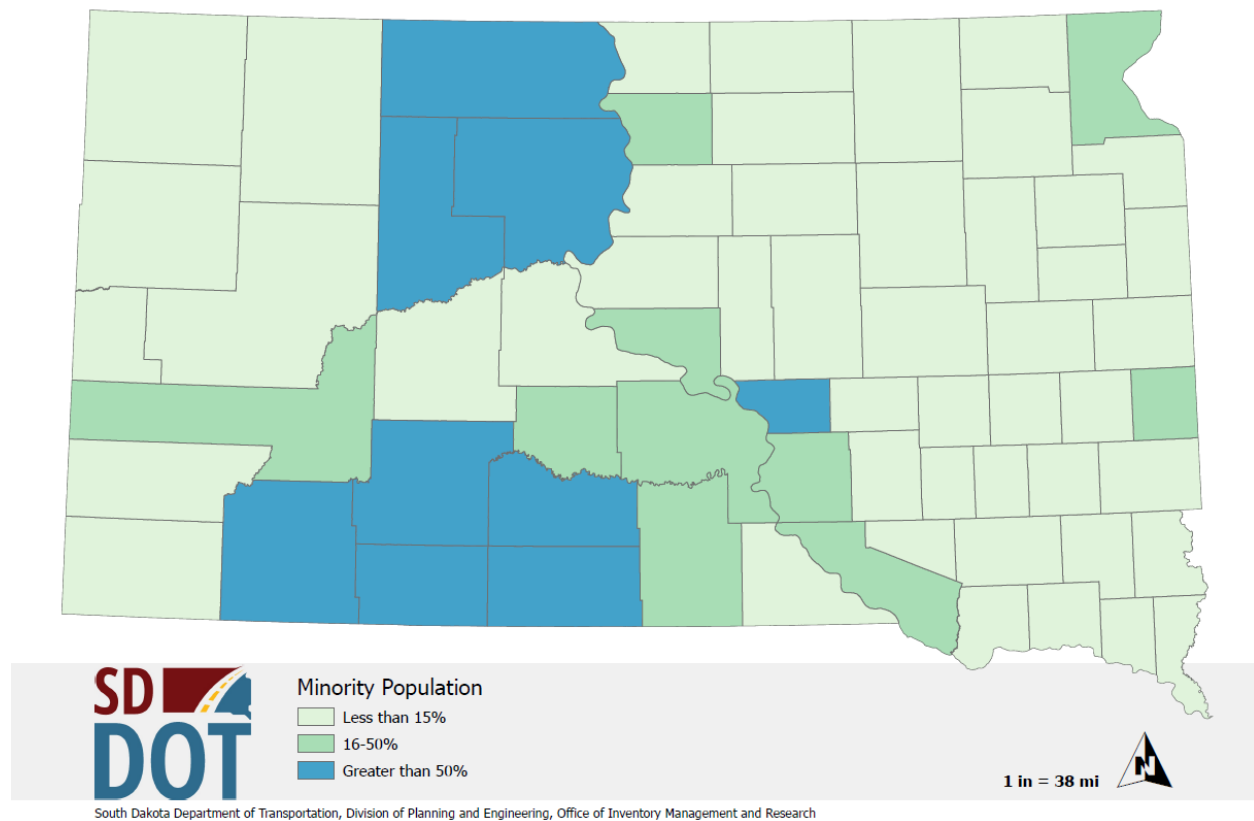 SD
DOT
Minority Population
Less than 15%
16-50%
Greater than 50%
1 in = 38 mi
N
South Dakota Department of Transportation, Division of Planning and Engineering, Office of Inventory Management and Research